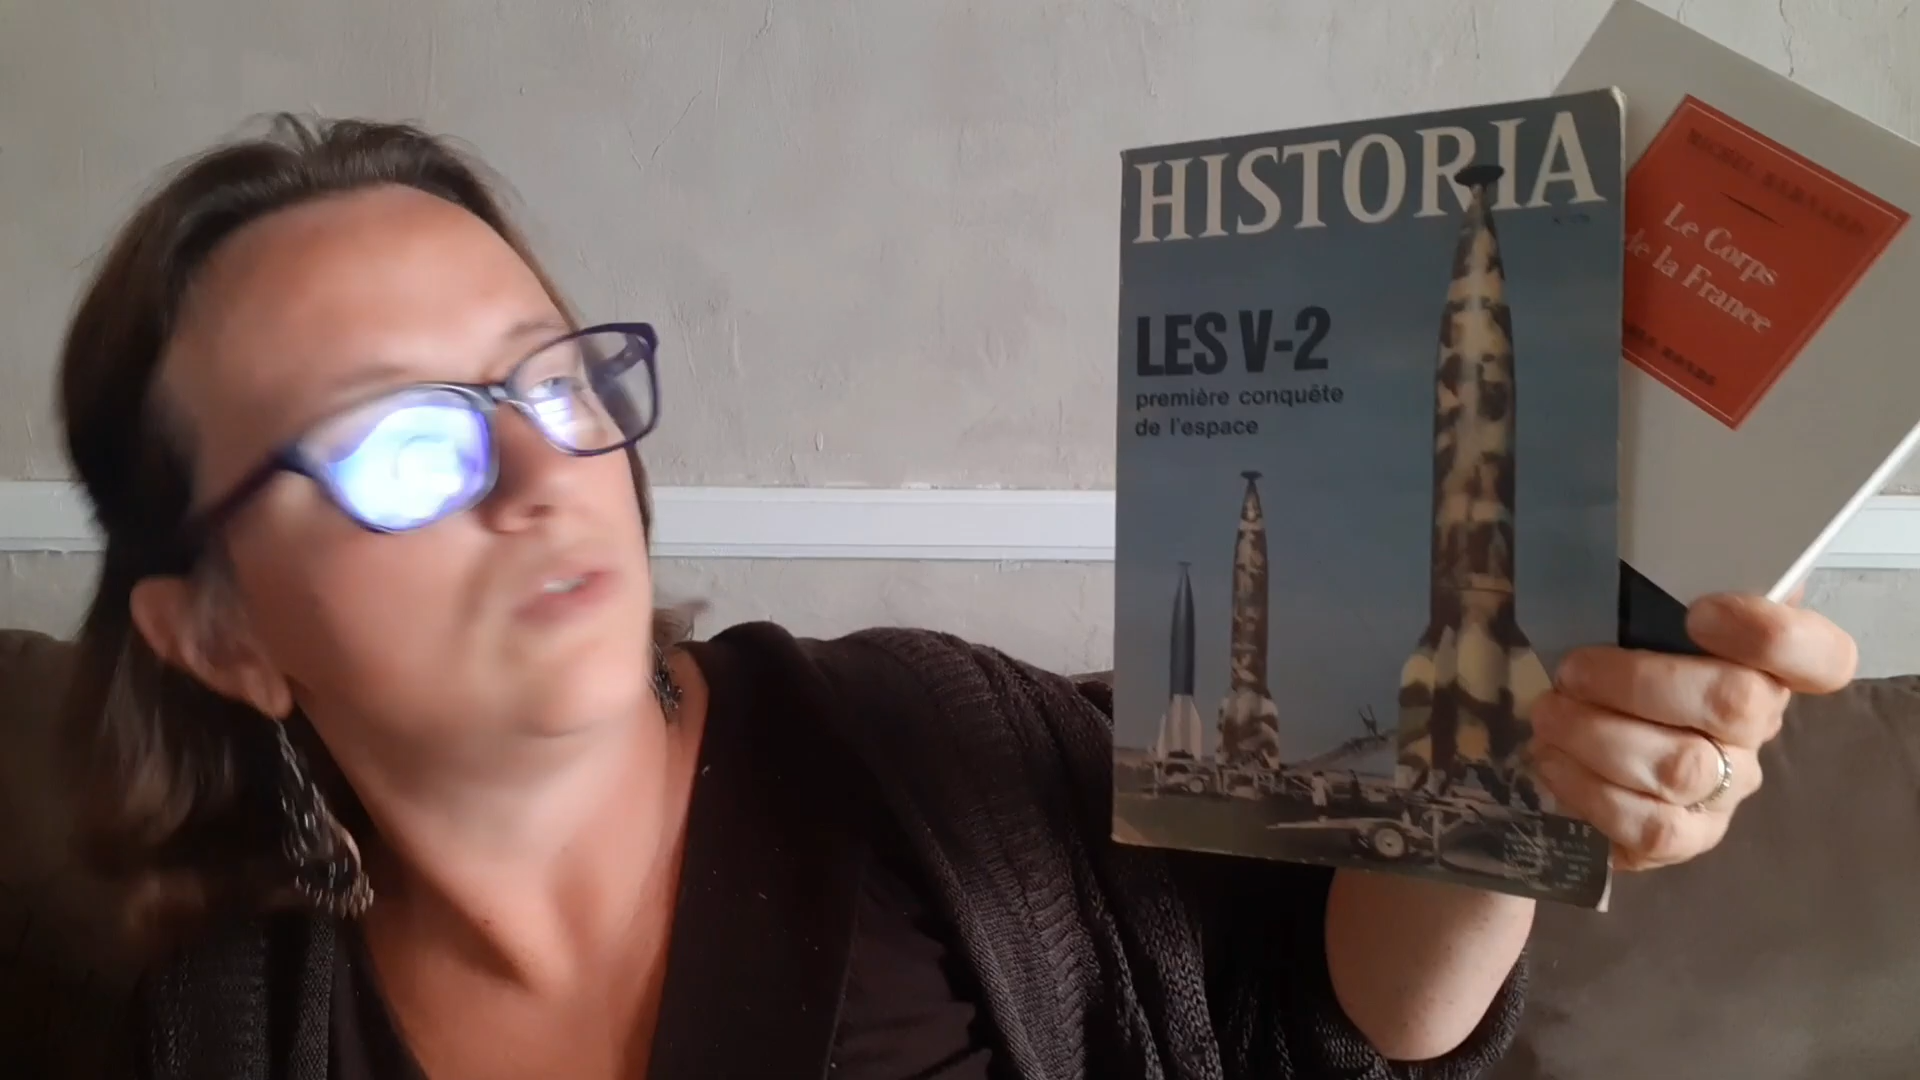 HISTORIA
LES V-2
première conquête
de l'espace
Le Corps
de la France